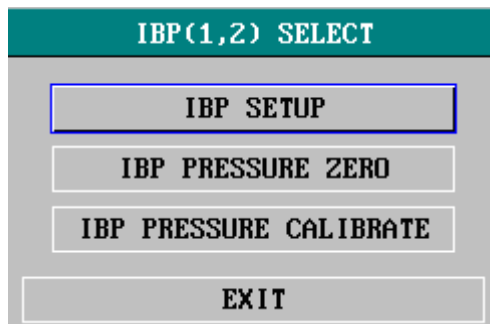 IBP(1,2) SELECT
IBP SETUP
IBP PRESSURE ZERO
IBP PRESSURE CALIBRATE
EXIT